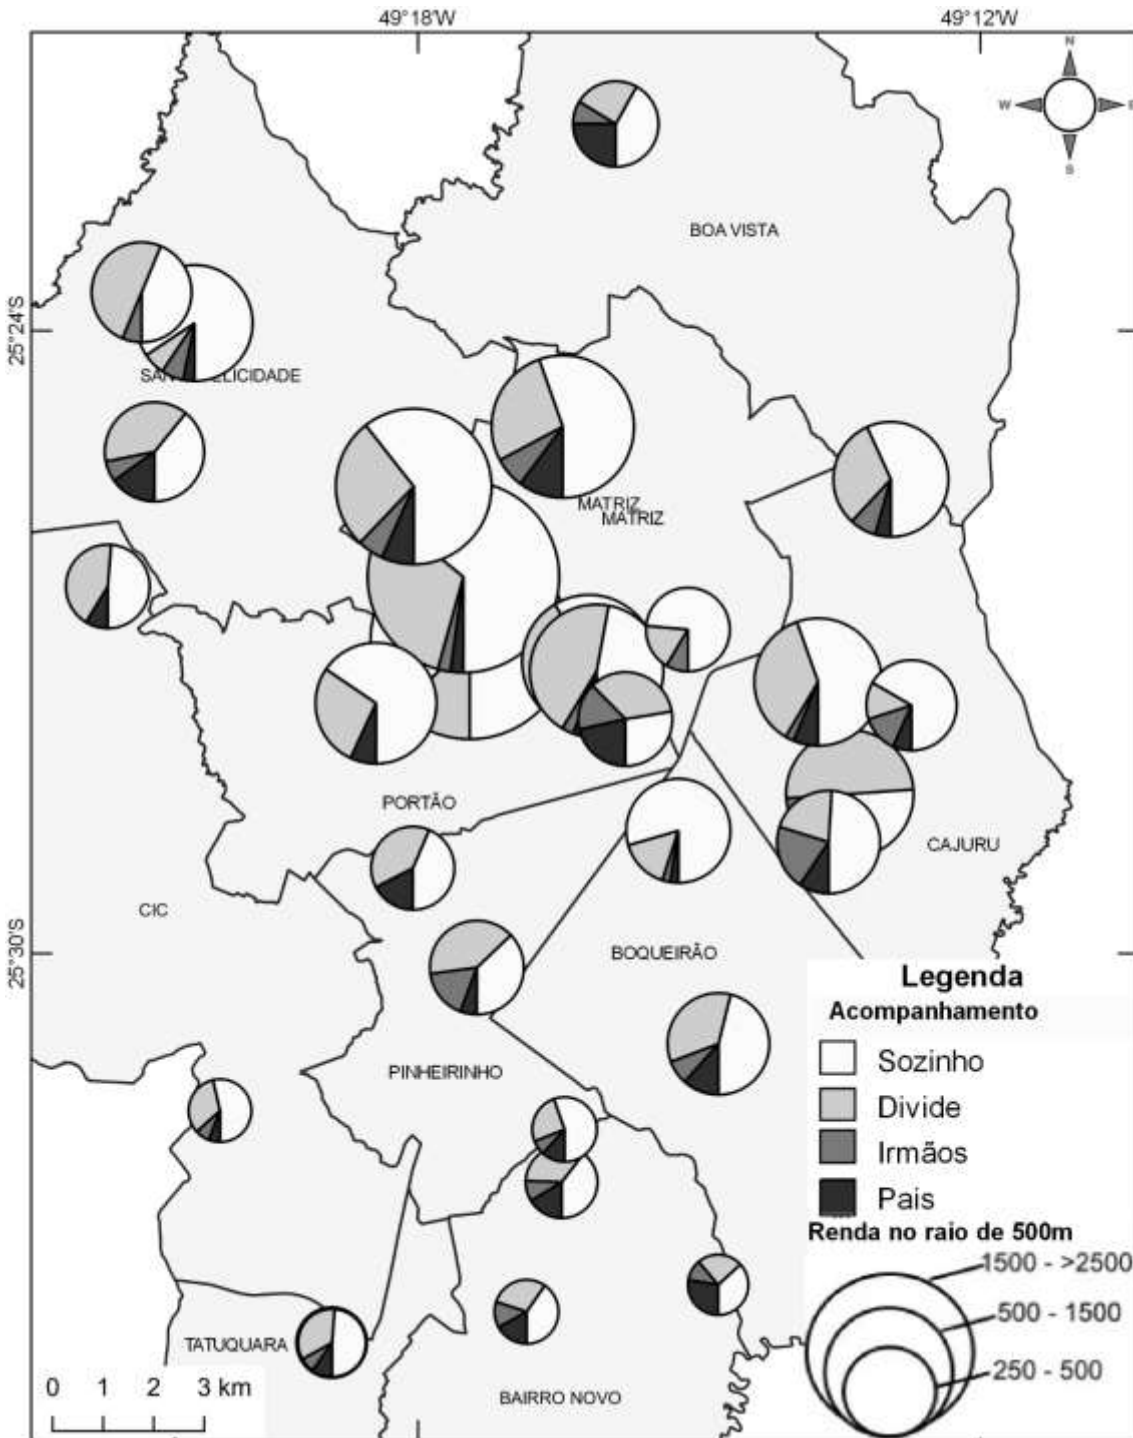 49°18'W
49°12'W
N
W
E
S
BOA VISTA
25°24'S
SAN
ELICIDADE
MATRIZ
MATRIZ
PORTÃO
CAJURU
CIC
25°30'S
BOQUEIRÃO
Legenda
Acompanhamento
Sozinho
Divide
PINHEIRINHO
Irmãos
Pais
Renda no raio de 500m
1500 - >2500
500 - 1500
TATUQUARA
250 - 500
0 1 2 3 km
BAIRRO NOVO